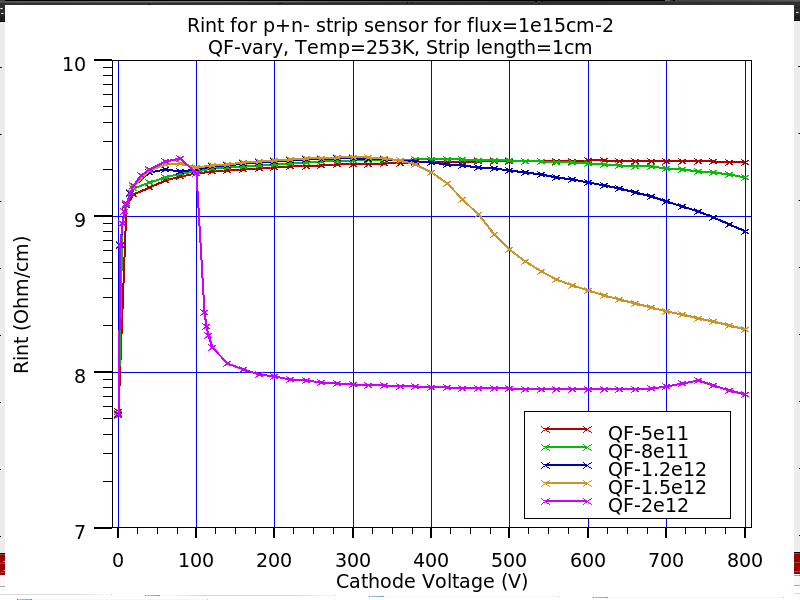 Rint for p+n- strip sensor for flux=1e15cm-2
QF-vary, Temp=253K, Strip length=1cm
10
9
8
7
Rint (Ohm/cm)
0 100 200 300 400 500 600 700 800
Cathode Voltage (V)
QF-5e11
QF-8e11
QF-1.2e12
QF-1.5e12
QF-2e12